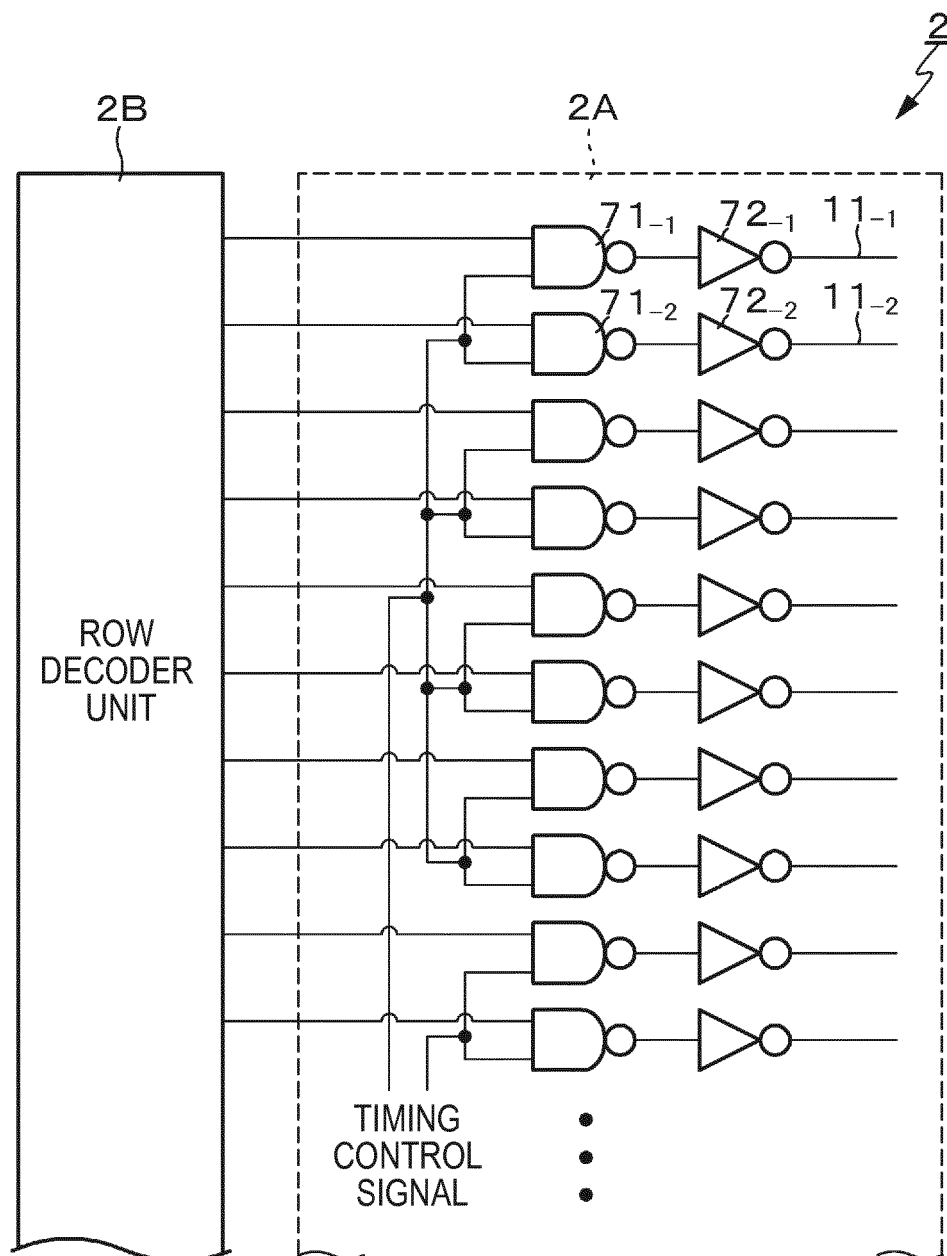 2
2B
2A
71-1
72-1
11-1
71-2
72-2
11-2
ROW
DECODER
UNIT
TIMING
CONTROL
SIGNAL